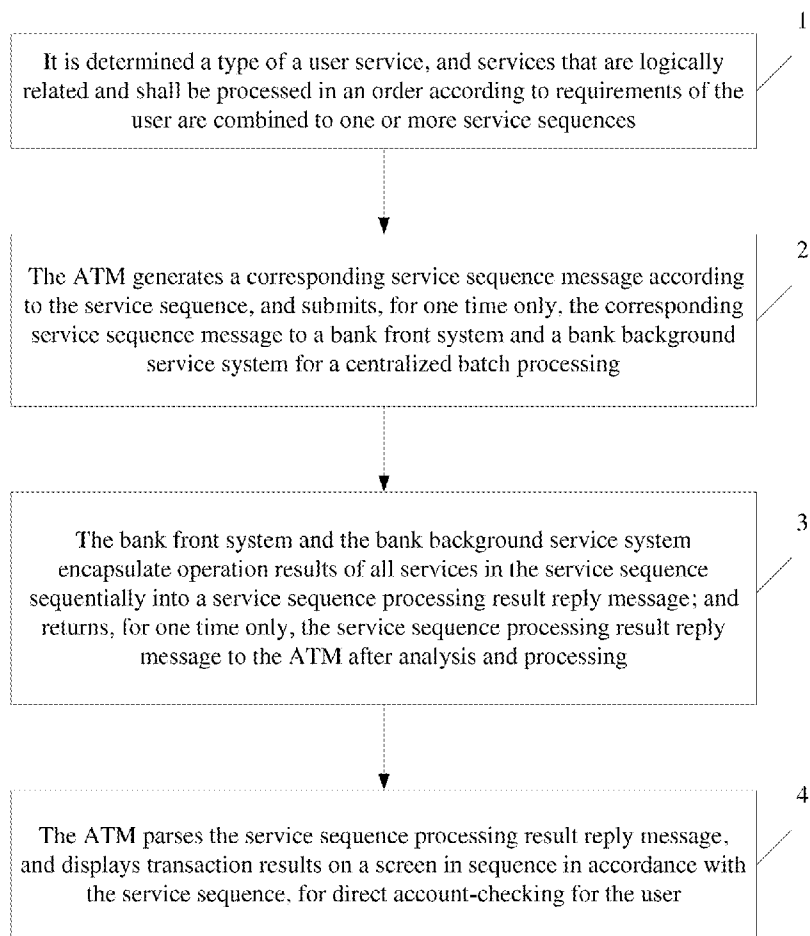 1
It is determined a type of a user service, and services that are logically
related and shall be processed in an order according to requirements of the
user are combined to one or more service sequences
2
The ATM generates a corresponding service sequence message according
to the service sequence, and submits, for one time only, the corresponding
service sequence message to a bank front system and a bank background
service system for a centralized batch processing
3
The bank front system and the bank background service system
encapsulate operation results of all services in the service sequence
sequentially into a service sequence processing result reply message; and
returns, for one time only, the service sequence processing result reply
message to the ATM after analysis and processing
4
The ATM parses the service sequence processing result reply message,
and displays transaction results on a screen in sequence in accordance with
the service sequence, for direct account-checking for the user